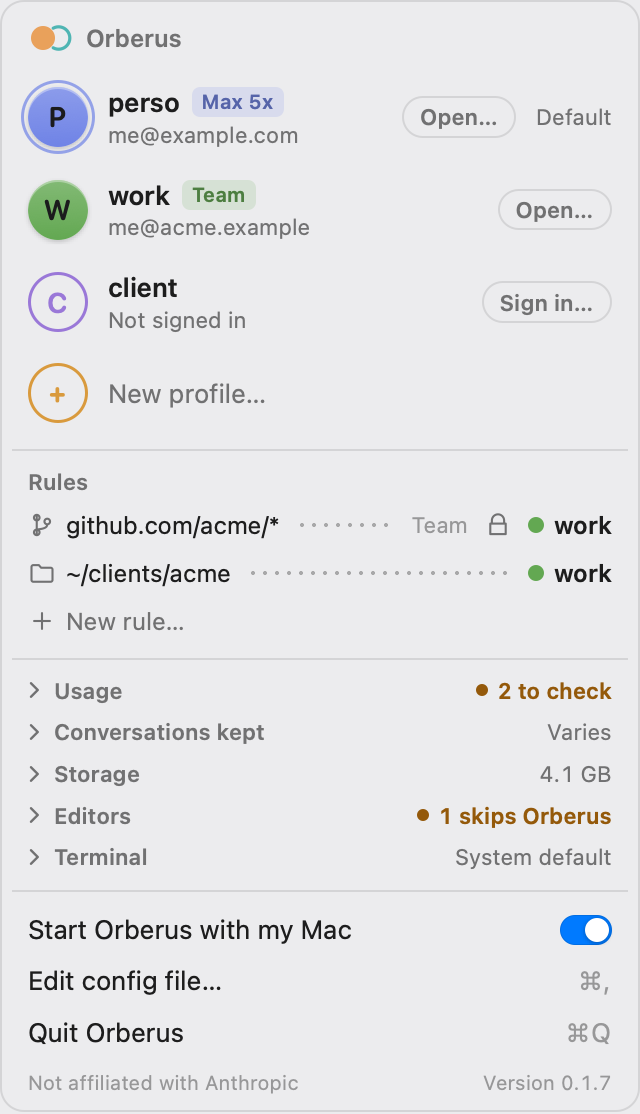 Orberus
P
perso Max 5x
me@example.com
Open...
Default
W
work Team
me@acme.example
Open...
C
client
Not signed in
Sign in...
+
New profile...
Rules
github.com/acme/* Team work
~/clients/acme work
+ New rule...
Usage 2 to check
Conversations kept Varies
Storage 4.1 GB
Editors 1 skips Orberus
Terminal System default
Start Orberus with my Mac
Edit config file... ⌘,
Quit Orberus ⌘Q
Not affiliated with Anthropic Version 0.1.7